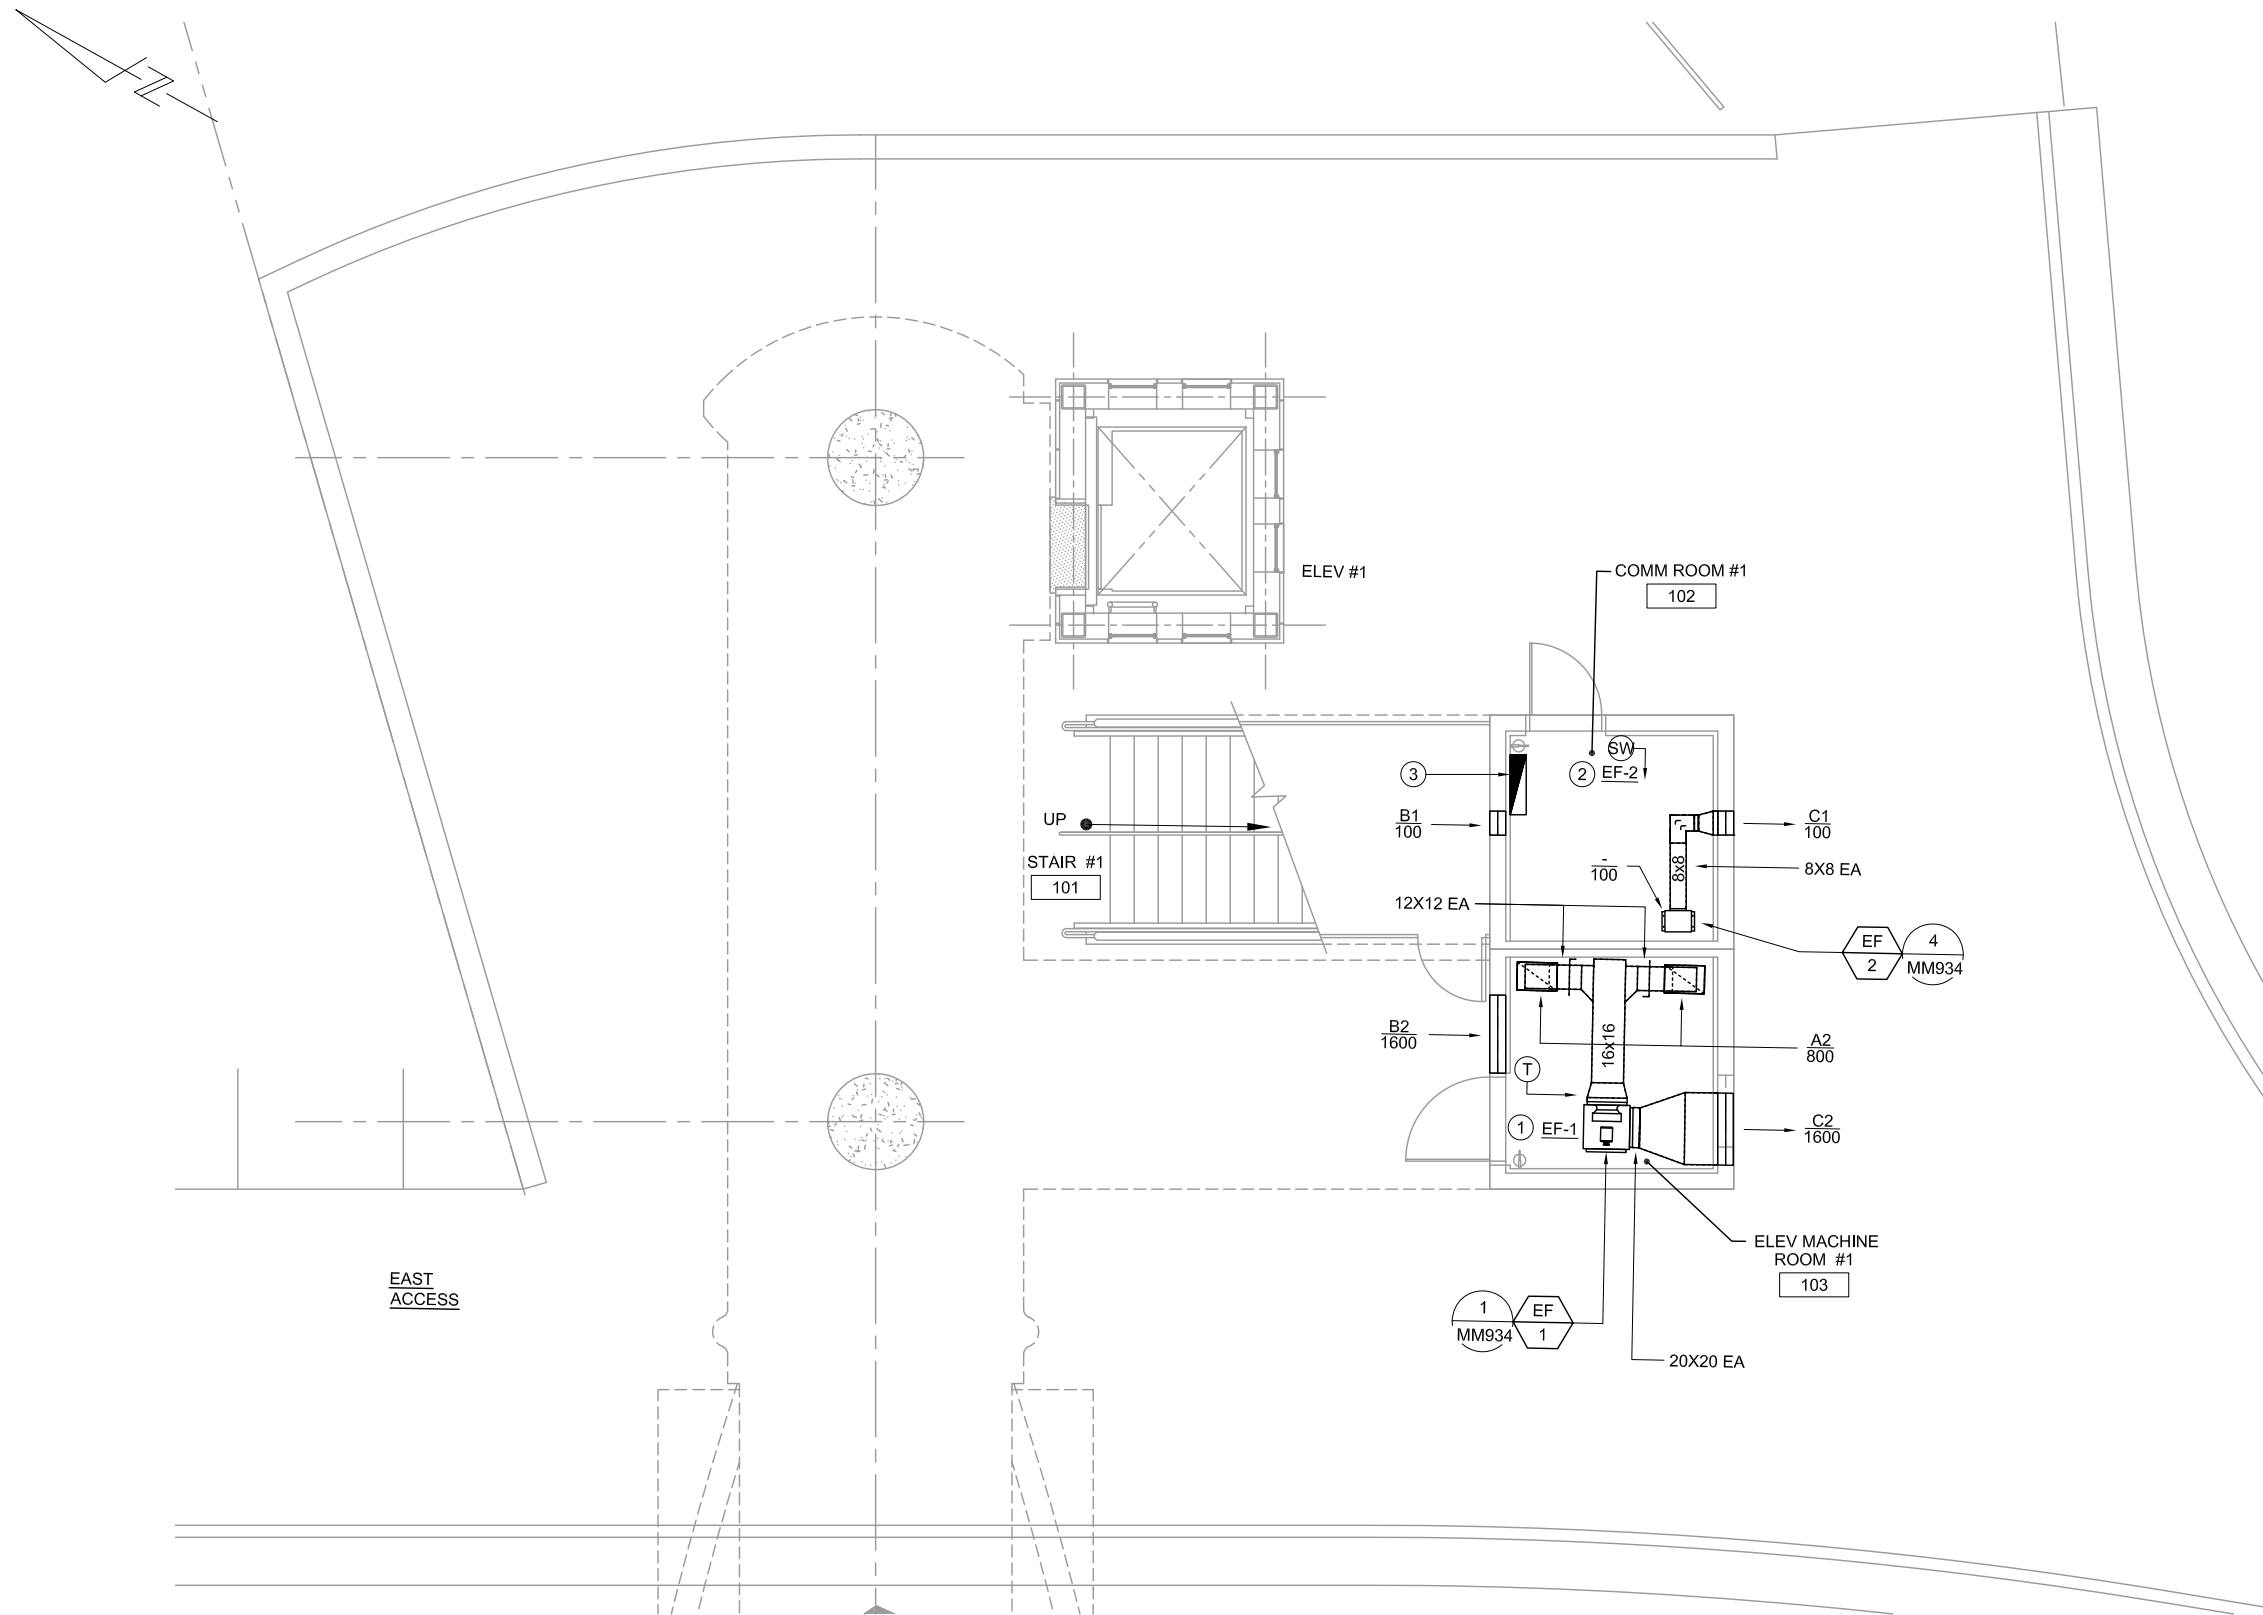 ELEV #1
COMM ROOM #1
102
SW
3
2 EF-2
B1
100
C1
100
UP
STAIR #1
101
-
100
8x8
8X8 EA
12X12 EA
EF
2
4
MM934
B2
1600
16x16
A2
800
T
1 EF-1
C2
1600
ELEV MACHINE
ROOM #1
103
EAST
ACCESS
1
MM934
EF
1
20X20 EA